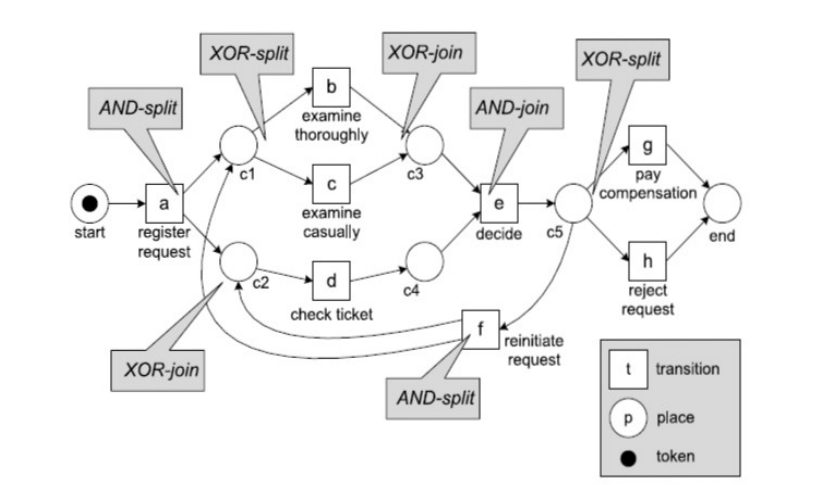 XOR-split
XOR-join
XOR-split
AND-split
b
AND-join
examine
thoroughly
g
c1
c3
pay
compensation
c
a
e
start
register
request
examine
casually
decide
c5
end
c2
d
c4
h
check ticket
reject
request
f
reinitiate
request
XOR-join
AND-split
t
transition
p
place
token